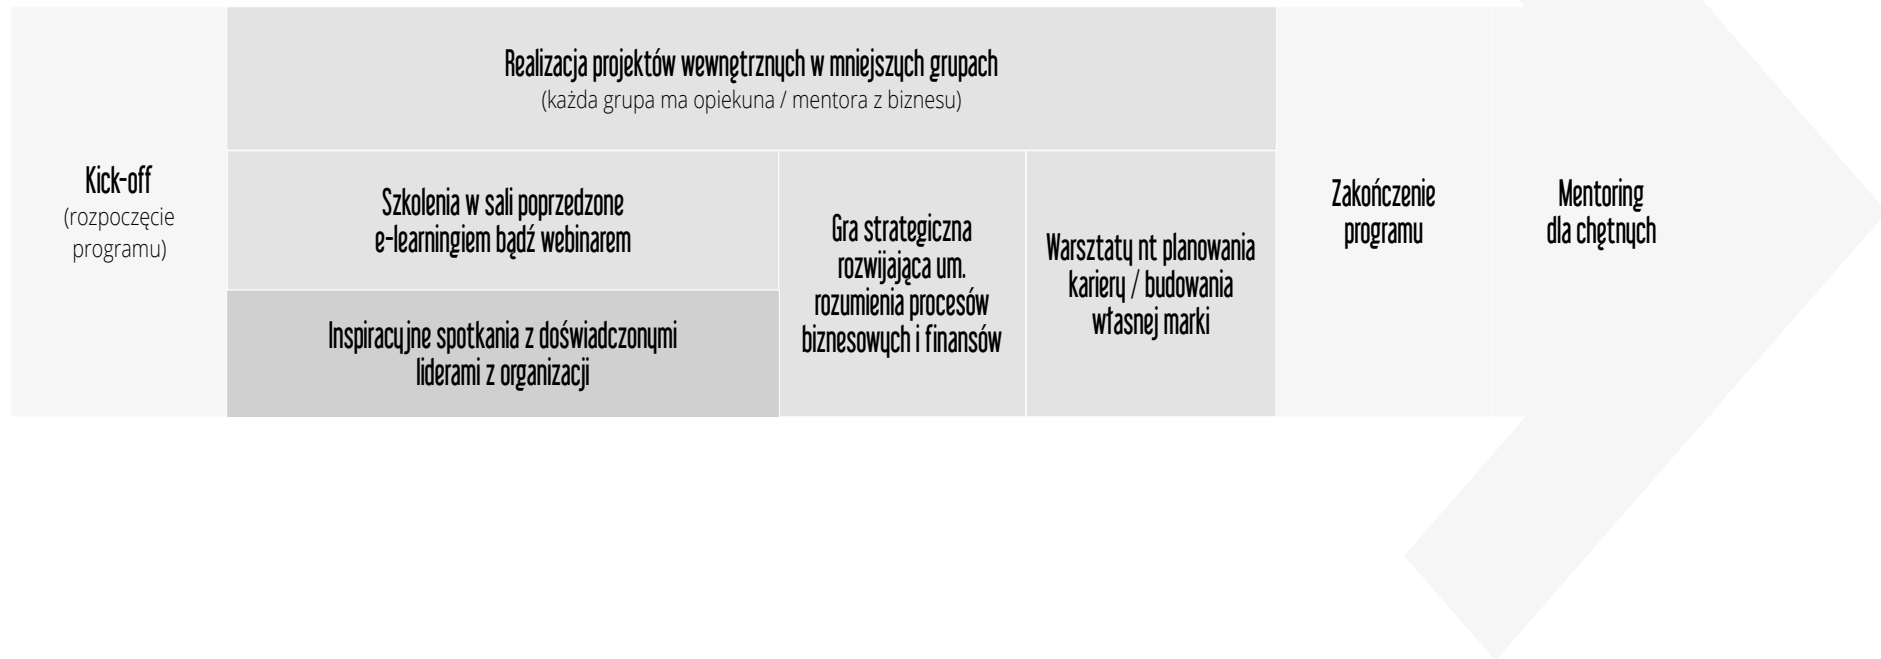 Kick-off
(rozpoczęcie
programu)
Realizacja projektów wewnętrznych w mniejszych grupach
(każda grupa ma opiekuna / mentora z biznesu)
Szkolenia w sali poprzedzone
e-learningiem bądź webinarem
Inspiracyjne spotkania z doświadczonymi
liderami z organizacji
Gra strategiczna
rozwijająca um.
rozumienia procesów
biznesowych i finansów
Warsztaty nt planowania
kariery / budowania
własnej marki
Zakończenie
programu
Mentoring
dla chętnych